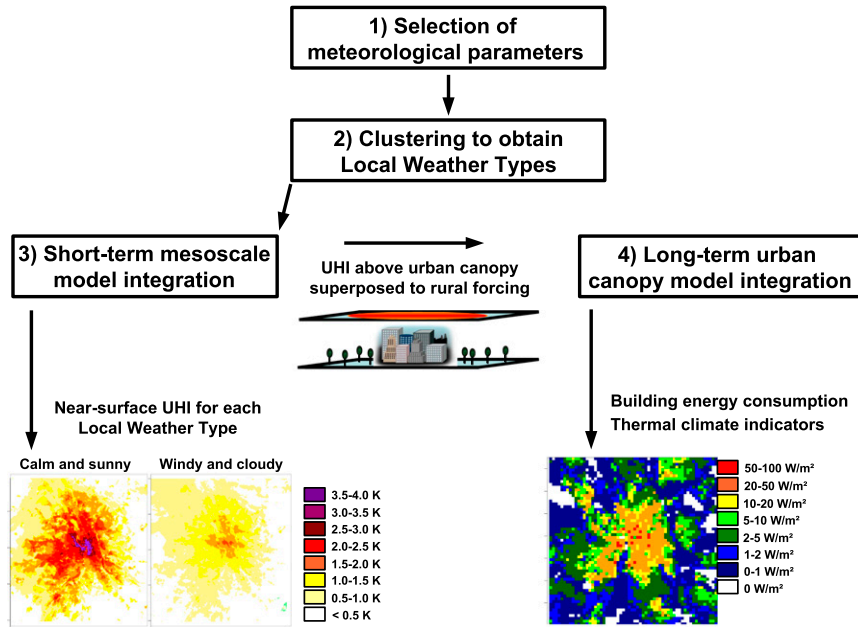 1) Selection of
meteorological parameters
2) Clustering to obtain
Local Weather Types
3) Short-term mesoscale
model integration
UHI above urban canopy
superposed to rural forcing
4) Long-term urban
canopy model integration
Near-surface UHI for each
Local Weather Type
Calm and sunny
Windy and cloudy
3.5-4.0 K
3.0-3.5 K
2.5-3.0 K
2.0-2.5 K
1.5-2.0 K
1.0-1.5 K
0.5-1.0 K
< 0.5 K
Building energy consumption
Thermal climate indicators
50-100 W/m²
20-50 W/m²
10-20 W/m²
5-10 W/m²
2-5 W/m²
1-2 W/m²
0-1 W/m²
0 W/m²